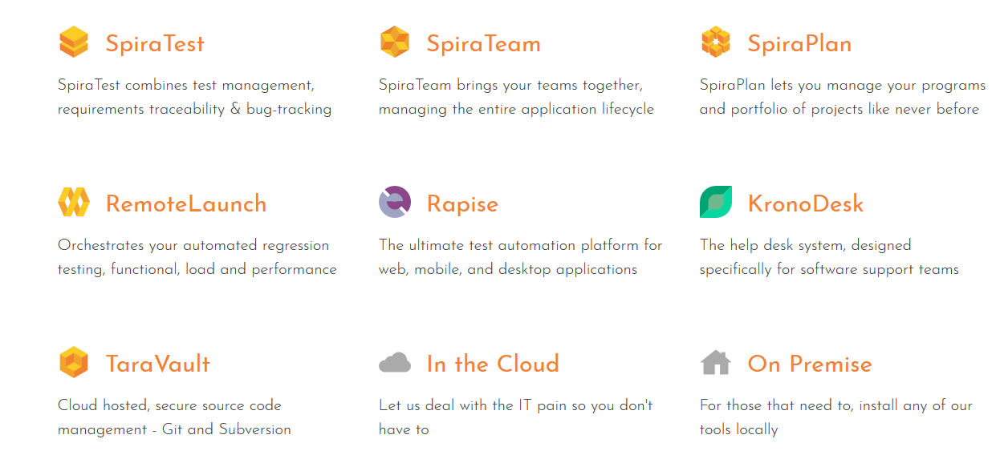 SpiraTest
SpiraTest combines test management,
requirements traceability & bug-tracking
SpiraTeam
SpiraTeam brings your teams together,
managing the entire application lifecycle
SpiraPlan
SpiraPlan lets you manage your programs
and portfolio of projects like never before
RemoteLaunch
Orchestrates your automated regression
testing, functional, load and performance
Rapise
The ultimate test automation platform for
web, mobile, and desktop applications
KronoDesk
The help desk system, designed
specifically for software support teams
TaraVault
Cloud hosted, secure source code
management - Git and Subversion
In the Cloud
Let us deal with the IT pain so you don't
have to
On Premise
For those that need to, install any of our
tools locally